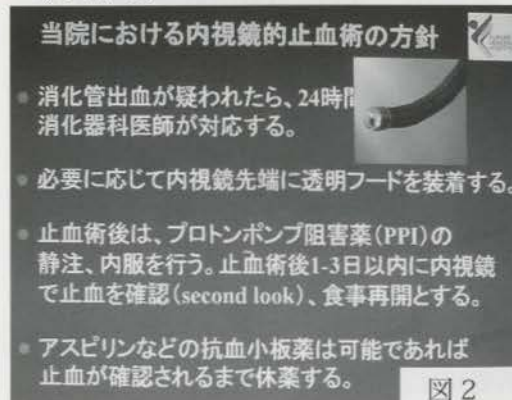 当院における内視鏡的止血術の方針
消化管出血が疑われたら、24時間
消化器科医師が対応する。
必要に応じて内視鏡先端に透明フードを装着する。
止血術後は、プロトンポンプ阻害薬(PPI)の
静注、内服を行う。止血術後1-3日以内に内視鏡
で止血を確認(second look)、食事再開とする。
アスピリンなどの抗血小板薬は可能であれば
止血が確認されるまで休薬する。
図2